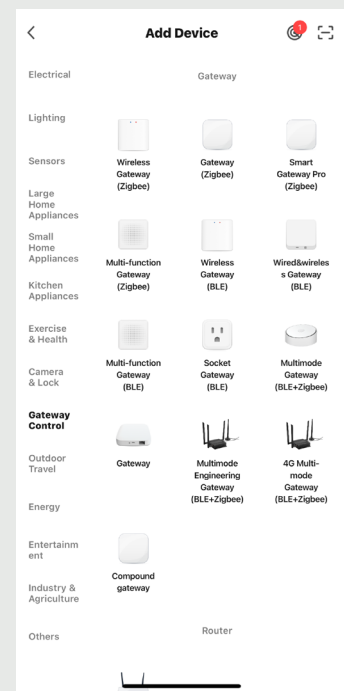 Add Device
1
Electrical
Lighting
Sensors
Large
Home
Appliances
Small
Home
Appliances
Kitchen
Appliances
Exercise
& Health
Camera
& Lock
Gateway
Control
Outdoor
Travel
Energy
Entertainm
ent
Industry &
Agriculture
Others
Gateway
Wireless
Gateway
(Zigbee)
Gateway
(Zigbee)
Smart
Gateway Pro
(Zigbee)
Multi-function
Gateway
(Zigbee)
Wireless
Gateway
(BLE)
Wired&wireles
s Gateway
(BLE)
Multi-function
Gateway
(BLE)
Socket
Gateway
(BLE)
Multimode
Gateway
(BLE+Zigbee)
Gateway
Multimode
Engineering
Gateway
(BLE+Zigbee)
4G Multi-
mode
Gateway
(BLE+Zigbee)
Compound
gateway
Router